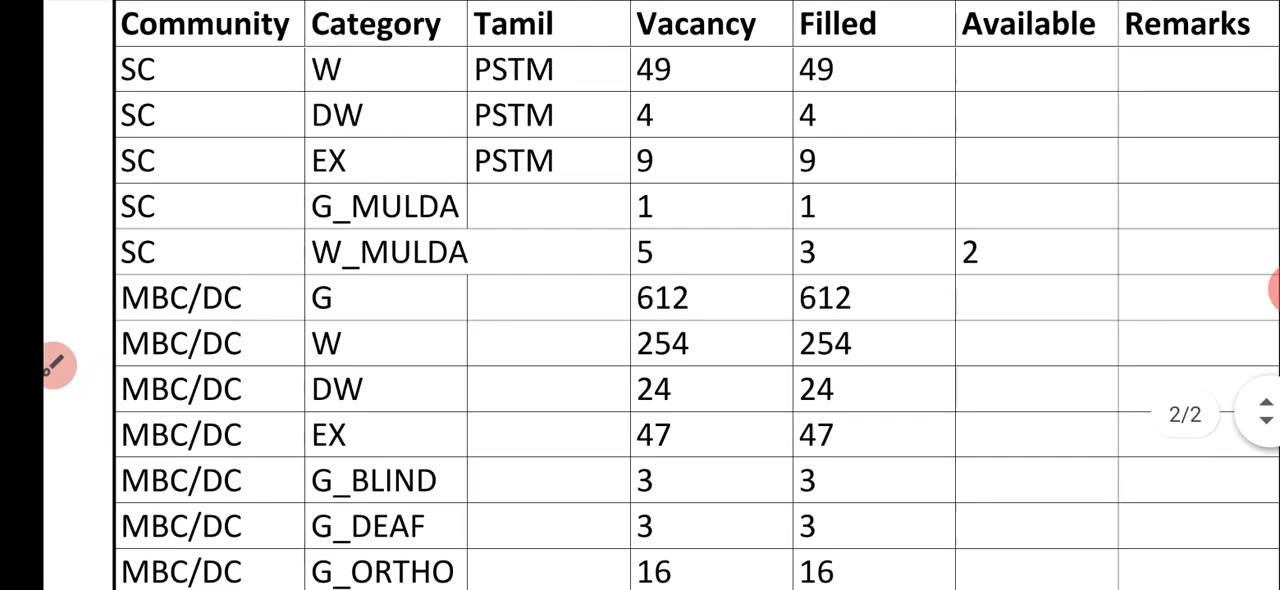 Community Category Tamil Vacancy Filled Available Remarks
SC W PSTM 49 49
SC DW PSTM 4 4
SC EX PSTM 9 9
SC G_MULDA 1 1
SC W_MULDA 5 3 2
MBC/DC G 612 612
MBC/DC W 254 254
MBC/DC DW 24 24
2/2
MBC/DC EX 47 47
MBC/DC G_BLIND 3 3
MBC/DC G_DEAF 3 3
MBC/DC G_ORTHO 16 16